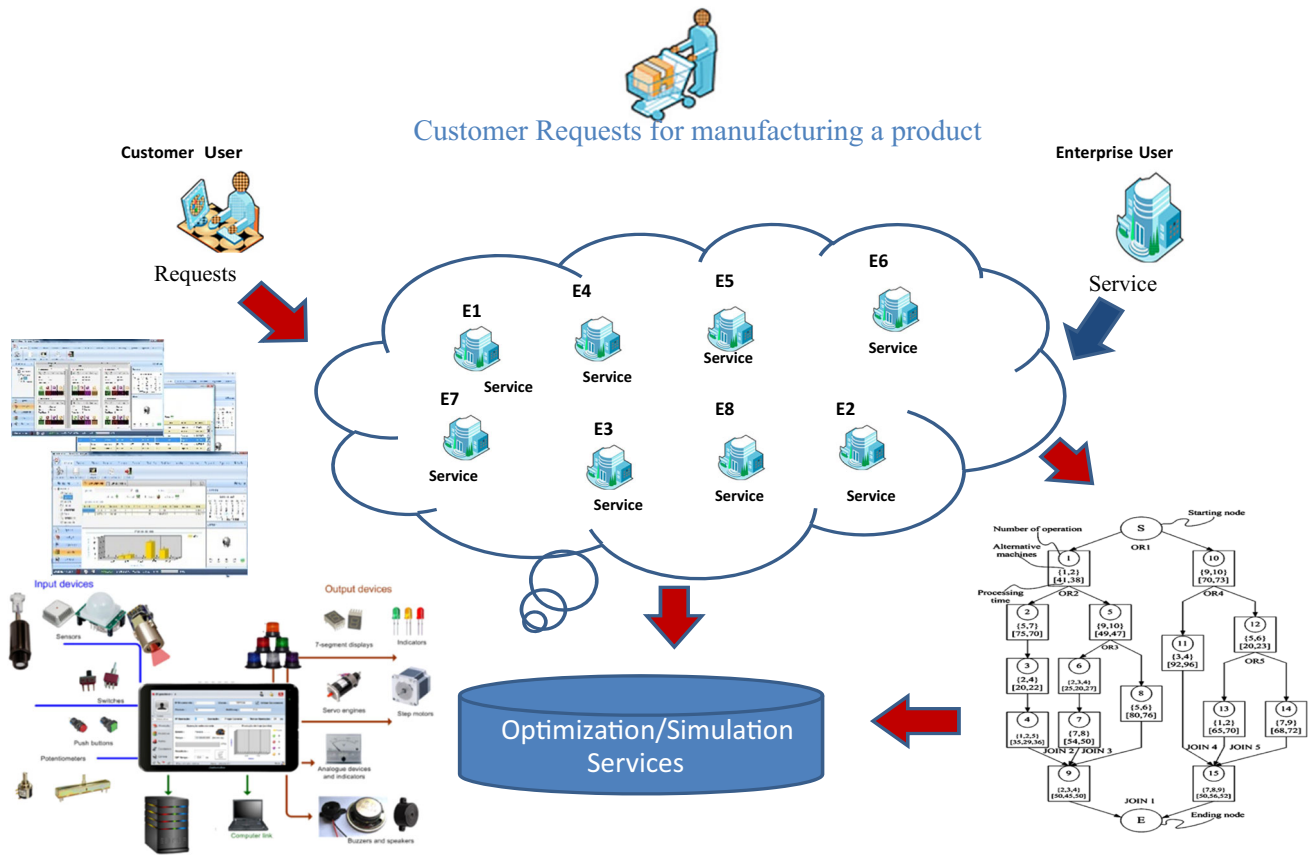 Customer Requests for manufacturing a product
Customer User
Requests
Enterprise User
Service
E1
Service
E4
Service
E5
Service
E6
Service
E7
Service
E3
Service
E8
Service
E2
Service
Input devices
Sensors
Switches
Push buttons
Potentiometers
Output devices
7-segment displays
Indicators
Servo engines
Step motors
Analogue devices
and indicators
Buzzers and speakers
Computer link
Optimization/Simulation
Services
Starting node
S
Number of operation
OR1
Alternative
machines
1
{1,2}
[41,38]
10
{9,10}
[70,73]
Processing
time
OR2
OR4
2
{5,7}
[75,70]
5
{9,10}
[49,47]
OR3
11
{3,4}
[92,96]
12
{5,6}
[20,23]
OR5
3
{2,4}
[20,22]
6
{2,3,4}
[25,20,27]
8
{5,6}
[80,76]
4
{1,2,5}
[35,29,36]
7
{7,8}
[54,50]
13
{1,2}
[65,70]
14
{7,9}
[68,72]
JOIN 2
JOIN 3
JOIN 4
JOIN 5
9
{2,3,4}
[50,45,50]
15
{7,8,9}
[50,56,52]
JOIN 1
E
Ending node